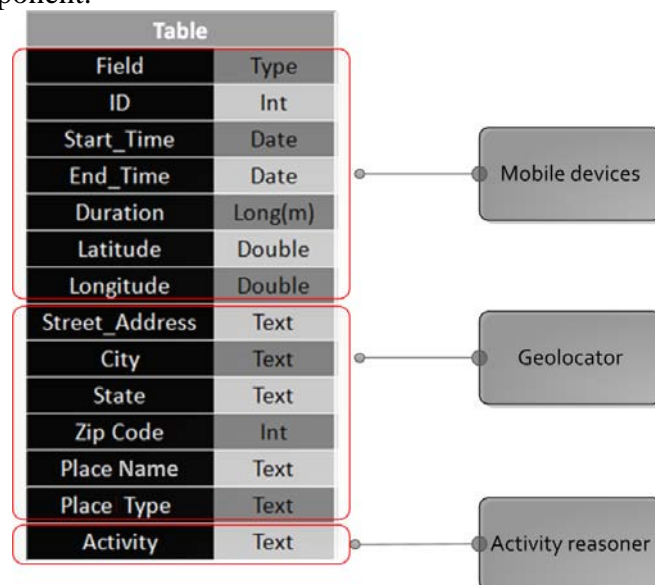 ponent.
Table
Field Type
ID Int
Start_Time Date
End_Time Date
Duration Long(m)
Latitude Double
Longitude Double
Street_Address Text
City Text
State Text
Zip Code Int
Place Name Text
Place Type Text
Activity Text
Mobile devices
Geolocator
Activity reasoner